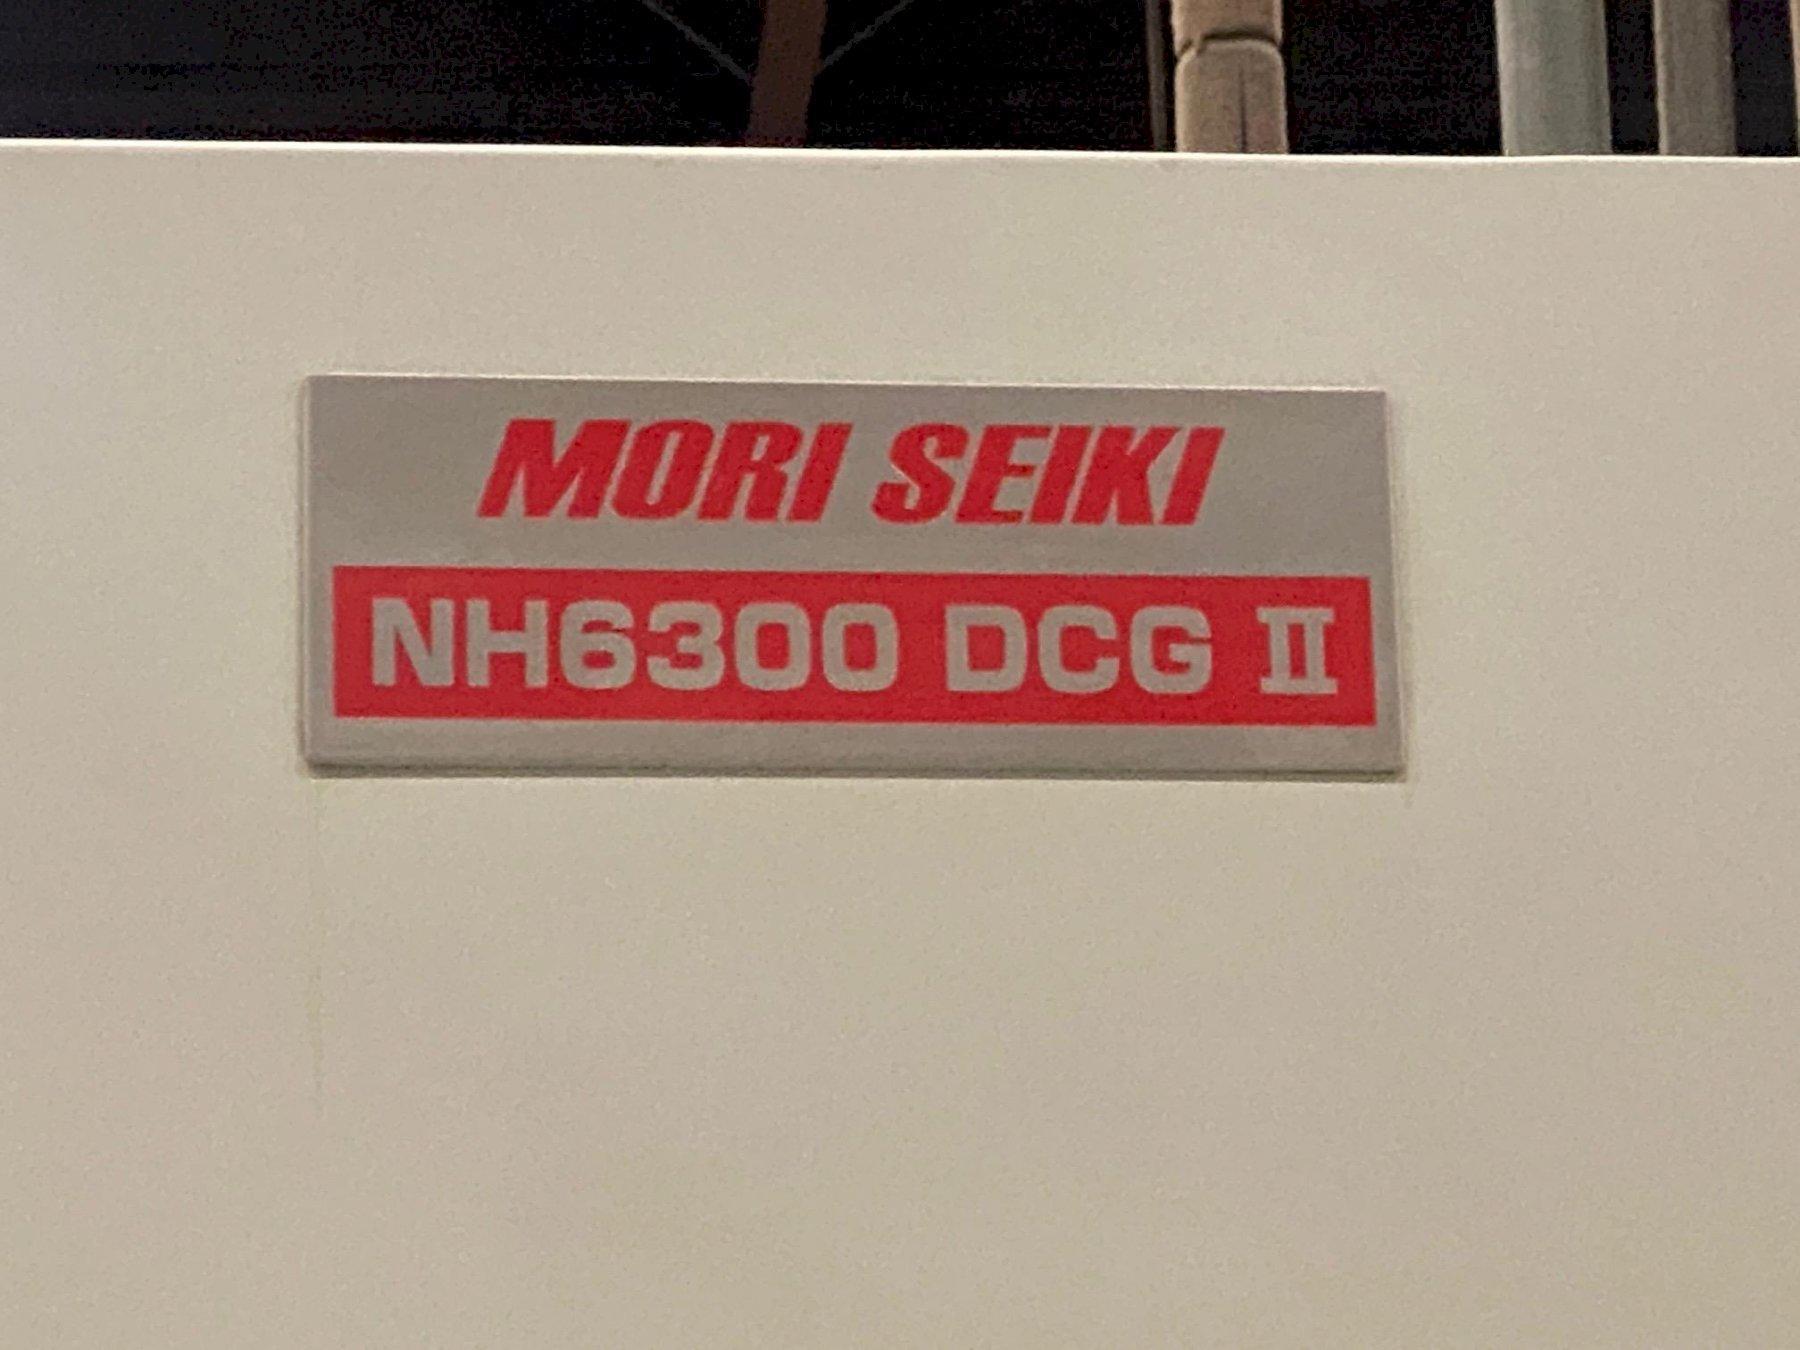 MORI SEIKI
NH6300 DCG II